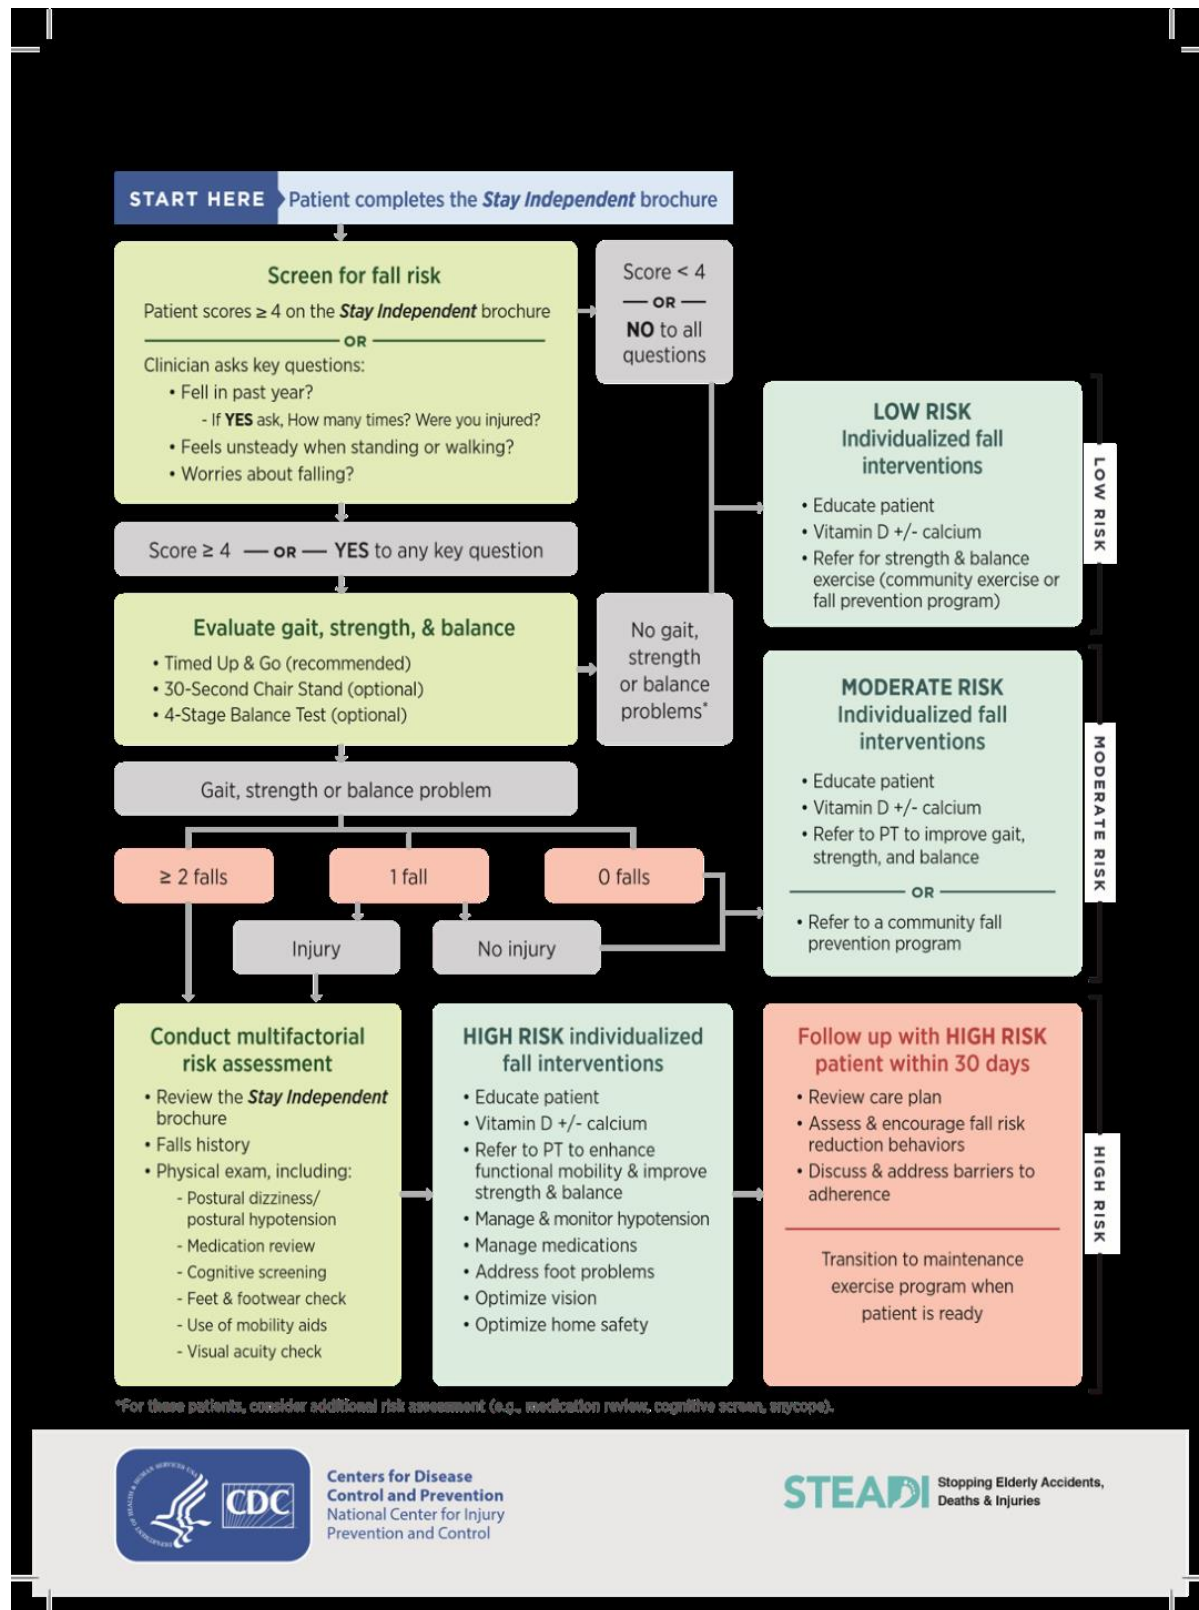 START HERE
Patient completes the Stay Independent brochure
Screen for fall risk
Patient scores ≥ 4 on the Stay Independent brochure
OR
Clinician asks key questions:
• Fell in past year?
- If YES ask, How many times? Were you injured?
• Feels unsteady when standing or walking?
• Worries about falling?
Score < 4
OR
NO to all
questions
Score ≥ 4 — OR — YES to any key question
Evaluate gait, strength, & balance
• Timed Up & Go (recommended)
• 30-Second Chair Stand (optional)
• 4-Stage Balance Test (optional)
No gait,
strength
or balance
problems*
LOW RISK
Individualized fall
interventions
• Educate patient
• Vitamin D +/- calcium
• Refer for strength & balance
exercise (community exercise or
fall prevention program)
LOW RISK
Gait, strength or balance problem
≥ 2 falls
1 fall
0 falls
Injury
No injury
MODERATE RISK
Individualized fall
interventions
• Educate patient
• Vitamin D +/- calcium
• Refer to PT to improve gait,
strength, and balance
OR
• Refer to a community fall
prevention program
MODERATE RISK
Conduct multifactorial
risk assessment
• Review the Stay Independent
brochure
• Falls history
• Physical exam, including:
- Postural dizziness/
postural hypotension
- Medication review
- Cognitive screening
- Feet & footwear check
- Use of mobility aids
- Visual acuity check
HIGH RISK individualized
fall interventions
• Educate patient
• Vitamin D +/- calcium
• Refer to PT to enhance
functional mobility & improve
strength & balance
• Manage & monitor hypotension
• Manage medications
• Address foot problems
• Optimize vision
• Optimize home safety
Follow up with HIGH RISK
patient within 30 days
• Review care plan
• Assess & encourage fall risk
reduction behaviors
• Discuss & address barriers to
adherence
Transition to maintenance
exercise program when
patient is ready
HIGH RISK
*For these patients, consider additional risk assessment (e.g., medication review, cognitive screen, snycope).
DEPARTMENT OF HEALTH & HUMAN SERVICES USA
CDC
Centers for Disease
Control and Prevention
National Center for Injury
Prevention and Control
STEADI
Stopping Elderly Accidents,
Deaths & Injuries